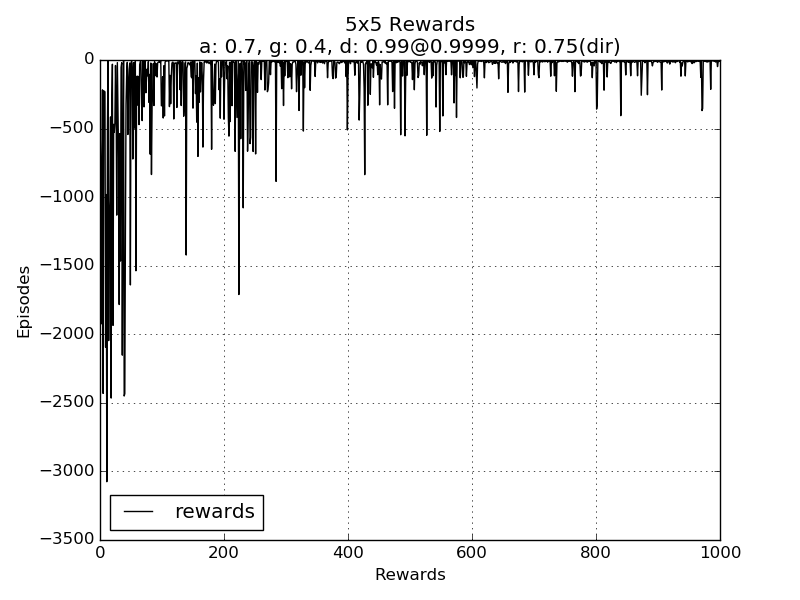 5x5 Rewards
a: 0.7, g: 0.4, d: 0.99@0.9999, r: 0.75(dir)
0
−500
−1000
−1500
−2000
−2500
−3000
−3500
Episodes
rewards
0 200 400 600 800 1000
Rewards